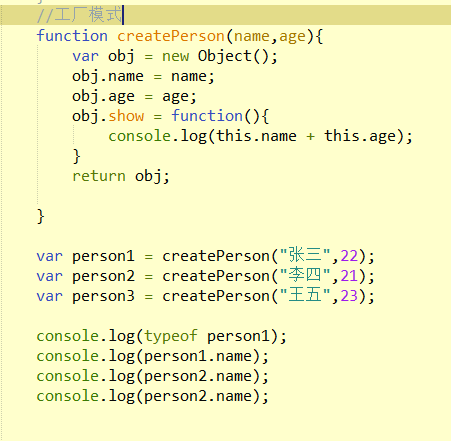 //工厂模式
function createPerson(name,age){
var obj = new Object();
obj.name = name;
obj.age = age;
obj.show = function(){
console.log(this.name + this.age);
}
return obj;
}
var person1 = createPerson("张三",22);
var person2 = createPerson("李四",21);
var person3 = createPerson("王五",23);
console.log(typeof person1);
console.log(person1.name);
console.log(person2.name);
console.log(person2.name);